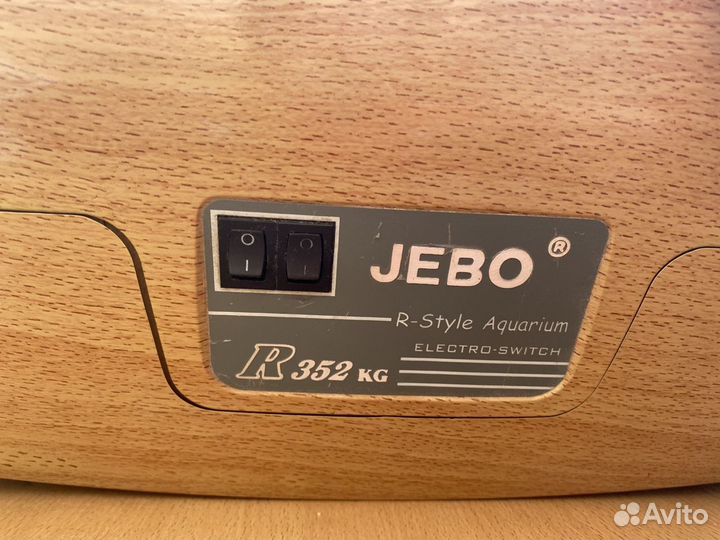 JEBO ®
R-Style Aquarium
ELECTRO-SWITCH
R 352 KG
Avito